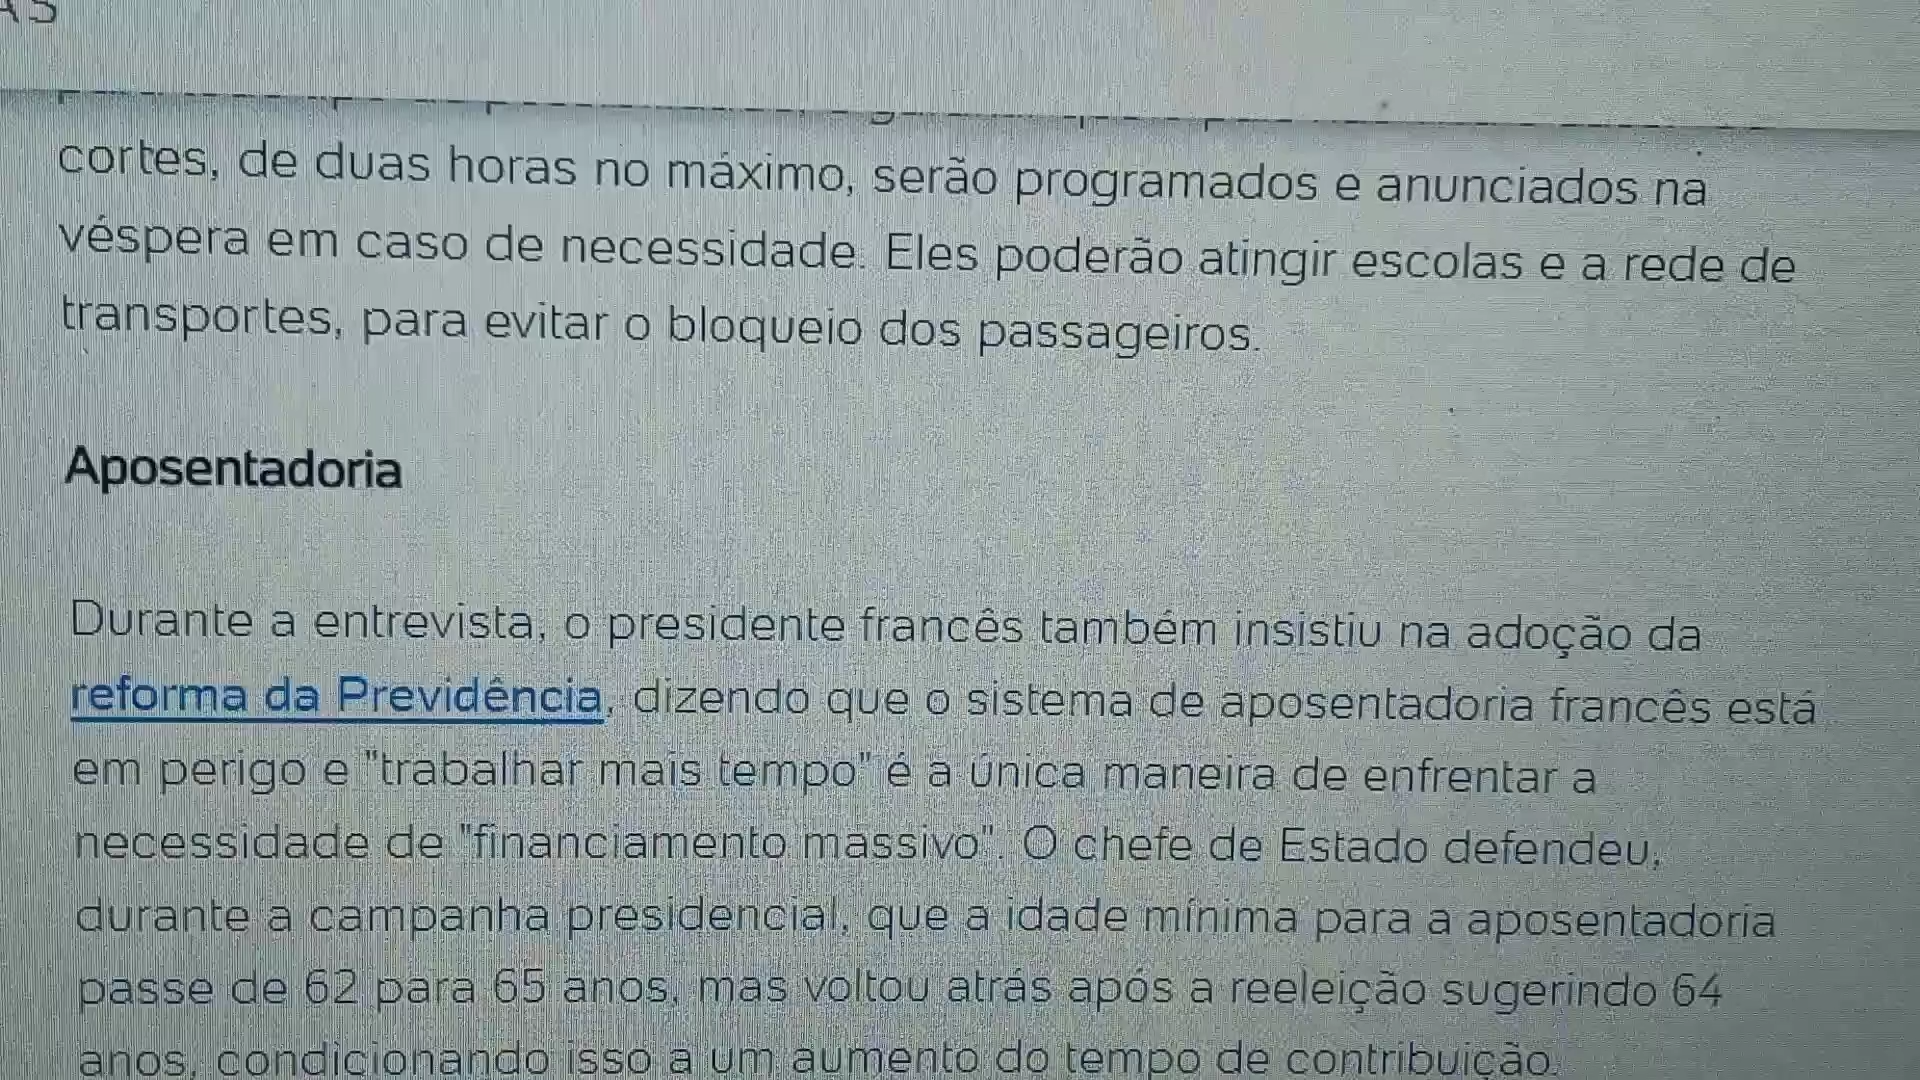 cortes, de duas horas no máximo, serão programados e anunciados na
véspera em caso de necessidade. Eles poderão atingir escolas e a rede de
transportes, para evitar o bloqueio dos passageiros.
Aposentadoria
Durante a entrevista, o presidente francês também insistiu na adoção da
reforma da Previdência, dizendo que o sistema de aposentadoria francês está
em perigo e "trabalhar mais tempo" é a única maneira de enfrentar a
necessidade de "financiamento massivo". O chefe de Estado defendeu,
durante a campanha presidencial, que a idade mínima para a aposentadoria
passe de 62 para 65 anos, mas voltou atrás após a reeleição sugerindo 64
anos, condicionando isso a um aumento do tempo de contribuição.